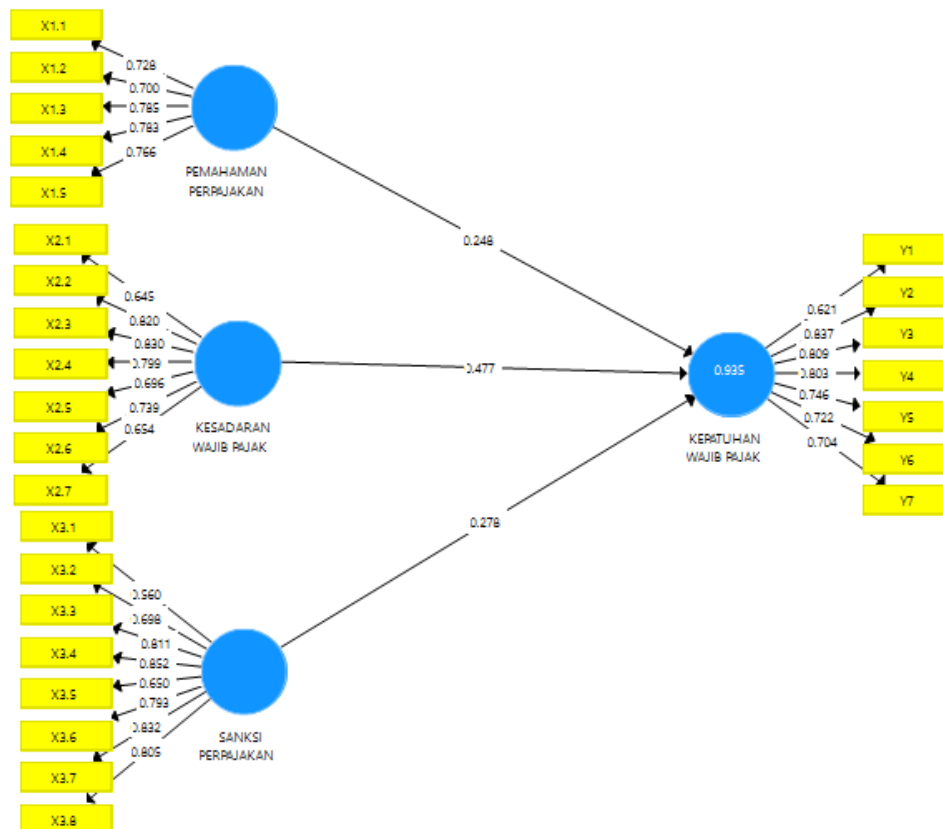 X1.1
X1.2
X1.3
X1.4
X1.5
0.728
0.700
0.785
0.783
0.766
PEMAHAMAN
PERPAJAKAN
0.248
X2.1
X2.2
X2.3
X2.4
X2.5
X2.6
X2.7
0.645
0.820
0.830
0.799
0.696
0.739
0.654
KESADARAN
WAJIB PAJAK
0.477
X3.1
X3.2
X3.3
X3.4
X3.5
X3.6
X3.7
X3.8
0.560
0.698
0.811
0.852
0.650
0.793
0.832
0.805
SANKSI
PERPAJAKAN
0.278
0.935
KEPATUHAN
WAJIB PAJAK
0.621
0.837
0.809
0.803
0.746
0.722
0.704
Y1
Y2
Y3
Y4
Y5
Y6
Y7